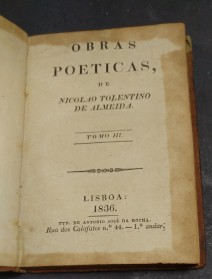 OBRAS
POETICAS,
DE
NICOLAO TOLENTINO
DE ALMEIDA.
TOMO III.
LISBOA:
1836.
TYP. DE ANTONIO JOSÉ DA ROCHA.
Rua dos Calafates n.º 44.—1.º andar.